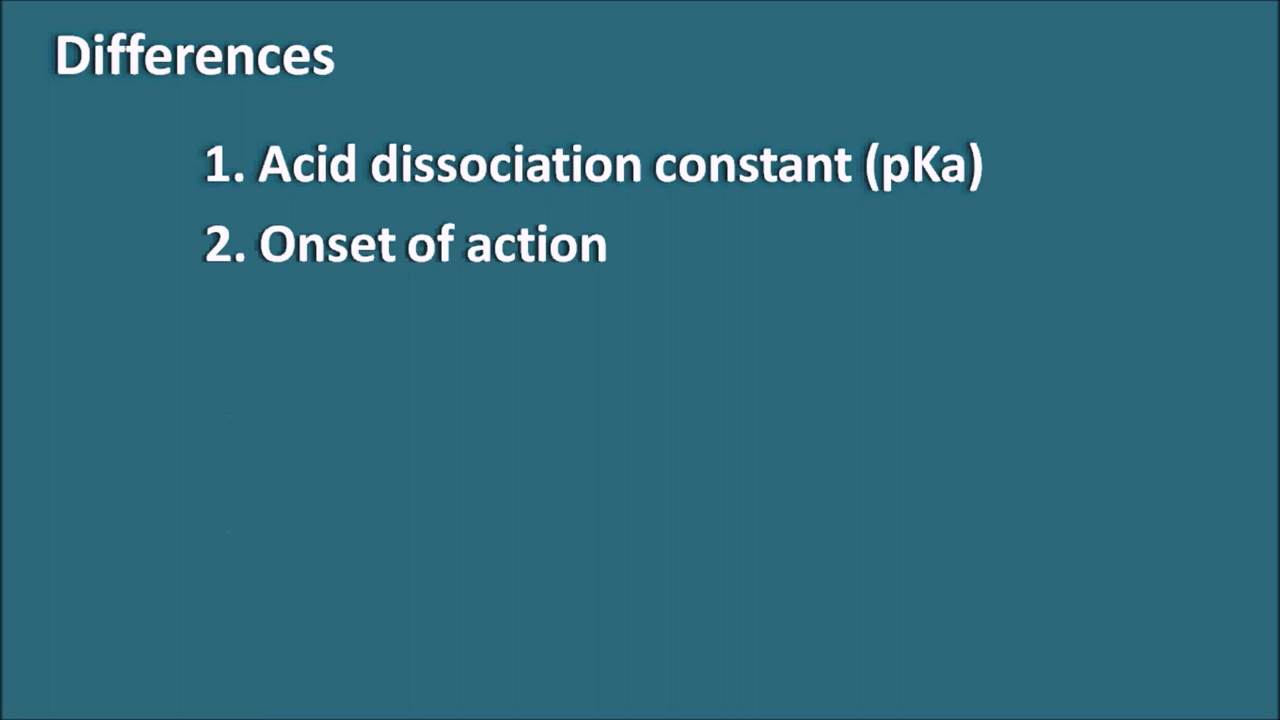 Differences
1. Acid dissociation constant (pKa)
2. Onset of action